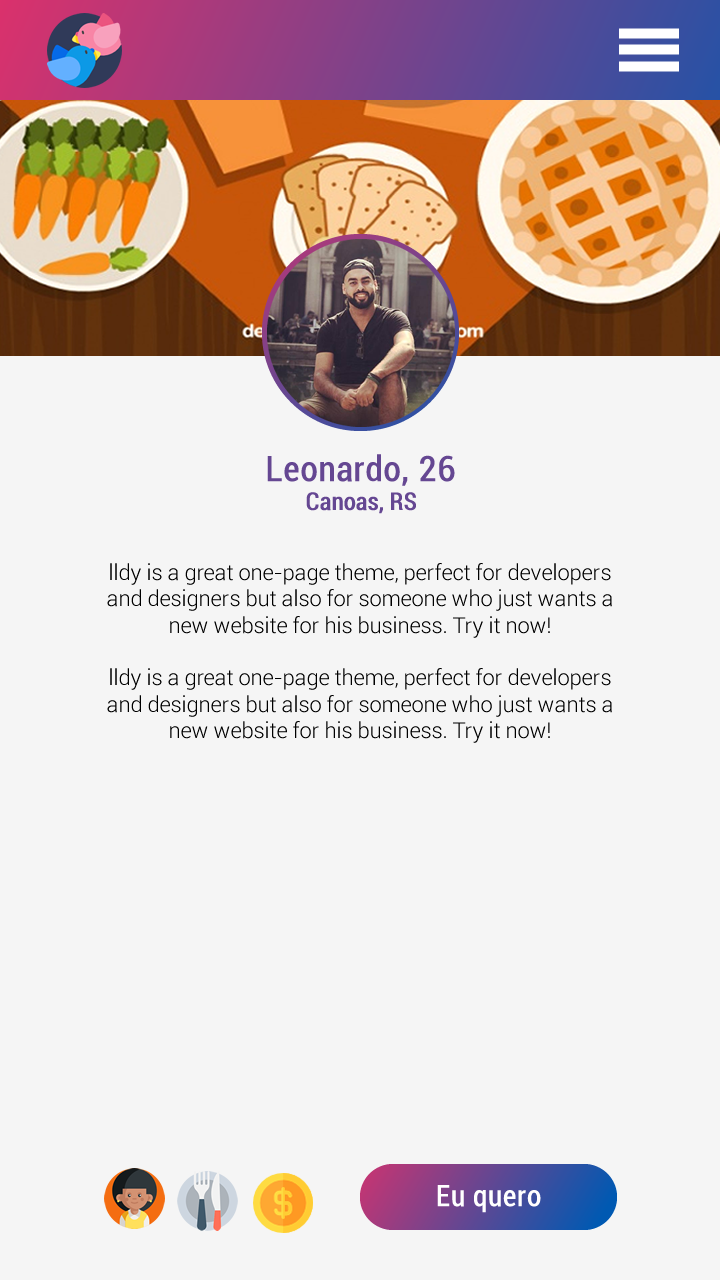 de
om
Leonardo, 26
Canoas, RS
lldy is a great one-page theme, perfect for developers
and designers but also for someone who just wants a
new website for his business. Try it now!
lldy is a great one-page theme, perfect for developers
and designers but also for someone who just wants a
new website for his business. Try it now!
$
Eu quero